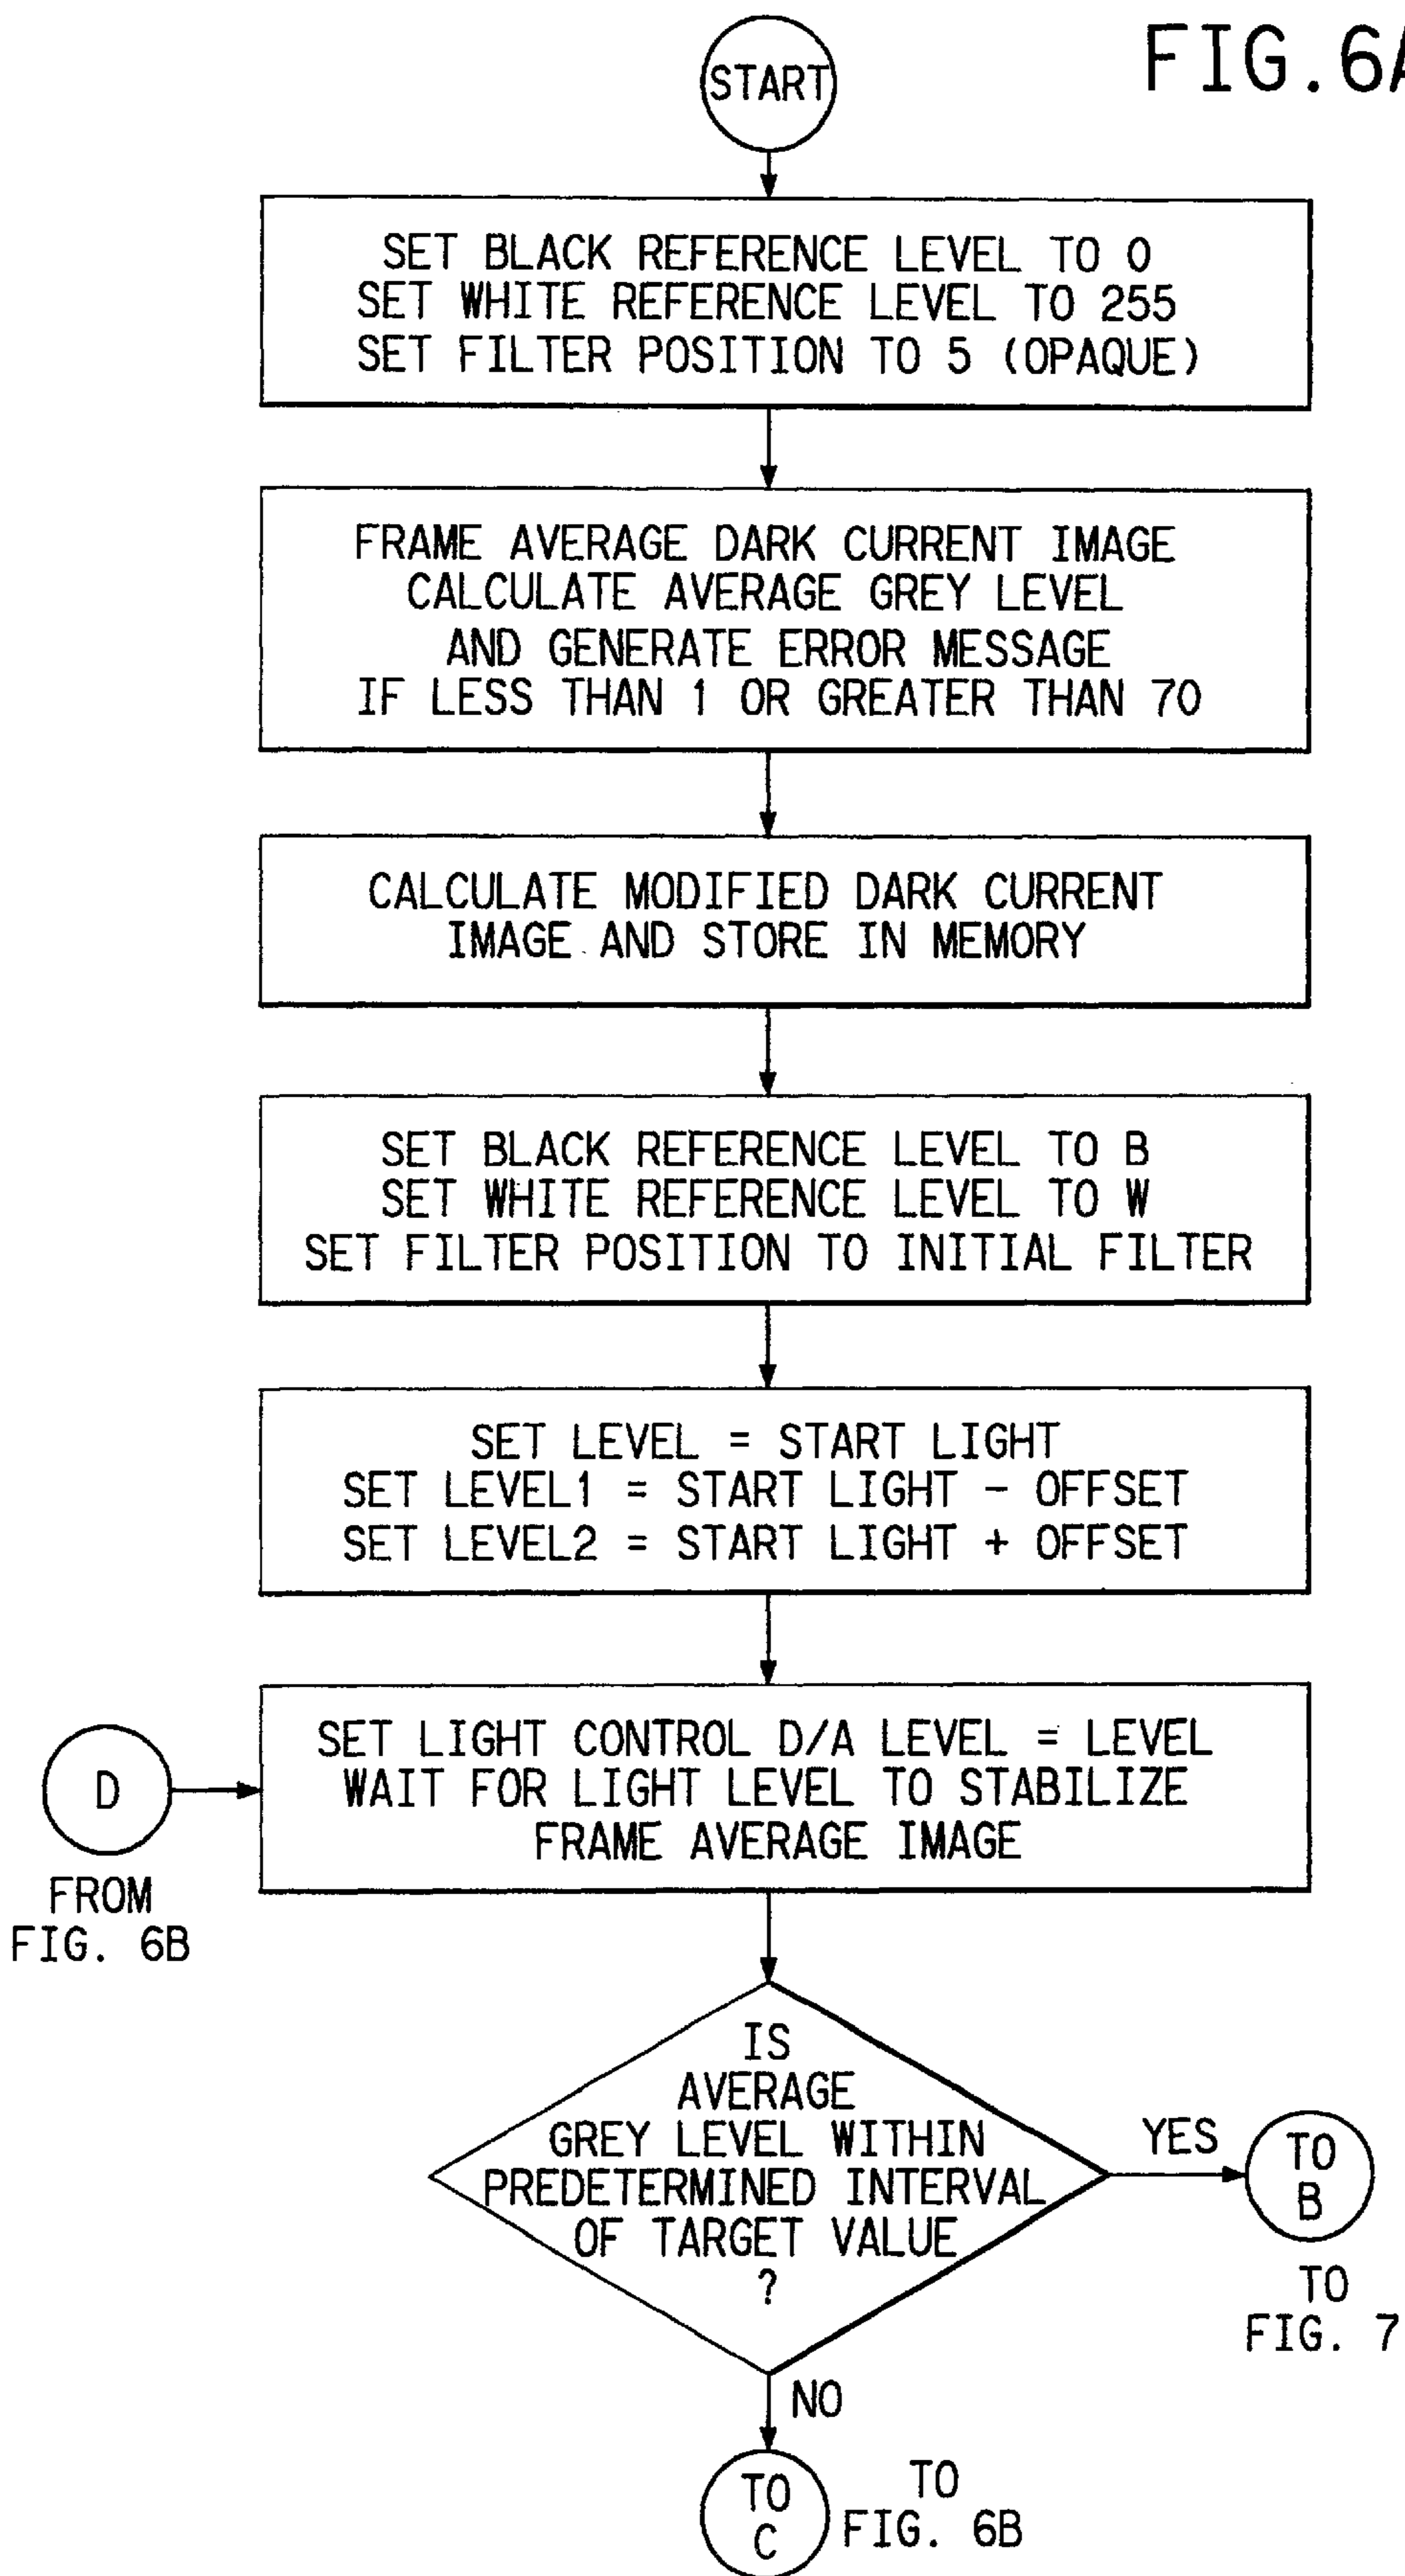 FIG.6A
START
SET BLACK REFERENCE LEVEL TO 0
SET WHITE REFERENCE LEVEL TO 255
SET FILTER POSITION TO 5 (OPAQUE)
FRAME AVERAGE DARK CURRENT IMAGE
CALCULATE AVERAGE GREY LEVEL
AND GENERATE ERROR MESSAGE
IF LESS THAN 1 OR GREATER THAN 70
CALCULATE MODIFIED DARK CURRENT
IMAGE AND STORE IN MEMORY
SET BLACK REFERENCE LEVEL TO B
SET WHITE REFERENCE LEVEL TO W
SET FILTER POSITION TO INITIAL FILTER
SET LEVEL = START LIGHT
SET LEVEL1 = START LIGHT - OFFSET
SET LEVEL2 = START LIGHT + OFFSET
SET LIGHT CONTROL D/A LEVEL = LEVEL
WAIT FOR LIGHT LEVEL TO STABILIZE
FRAME AVERAGE IMAGE
D
FROM
FIG. 6B
IS
AVERAGE
GREY LEVEL WITHIN
PREDETERMINED INTERVAL
OF TARGET VALUE
?
YES
TO
B
TO
FIG. 7
NO
TO
C
TO
FIG. 6B